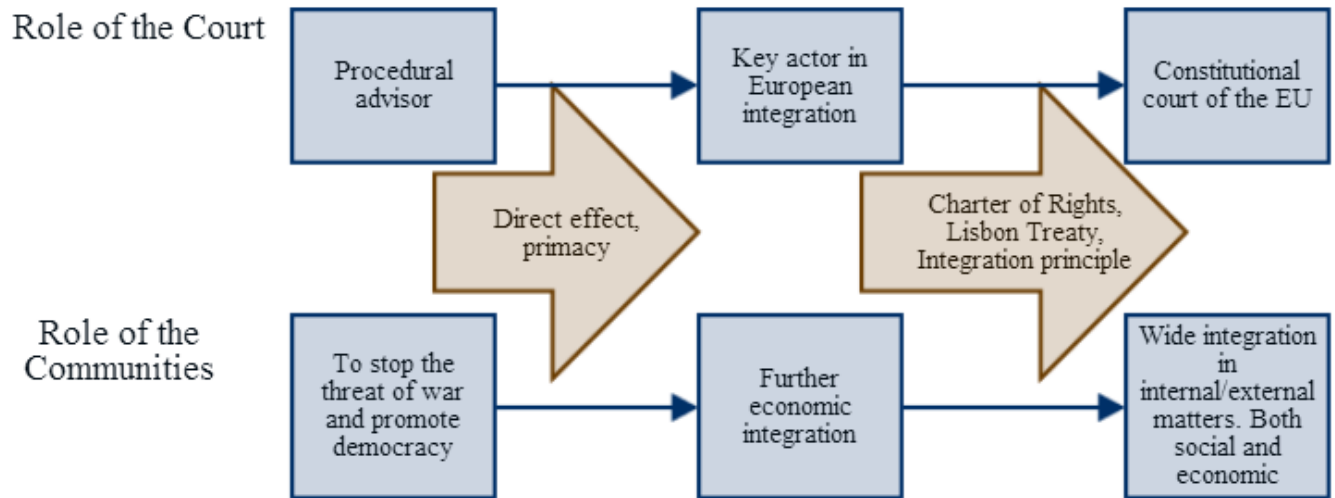 Role of the Court
Procedural
advisor
Key actor in
European
integration
Constitutional
court of the EU
Direct effect,
primacy
Charter of Rights,
Lisbon Treaty,
Integration principle
Role of the
Communities
To stop the
threat of war
and promote
democracy
Further
economic
integration
Wide integration
in
internal/external
matters. Both
social and
economic